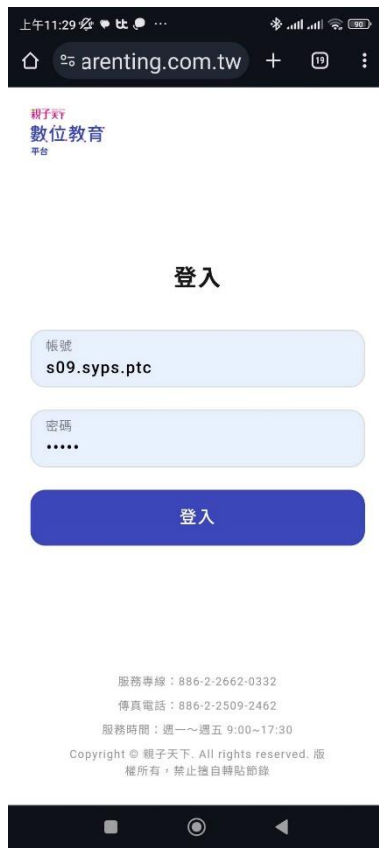 上午11:29
90
arenting.com.tw
19
親子天下
數位教育
平台
登入
帳號
s09.syps.ptc
密碼
•••••
登入
服務專線：886-2-2662-0332
傳真電話：886-2-2509-2462
服務時間：週一～週五 9:00~17:30
Copyright © 親子天下. All rights reserved. 版
權所有，禁止擅自轉貼節錄